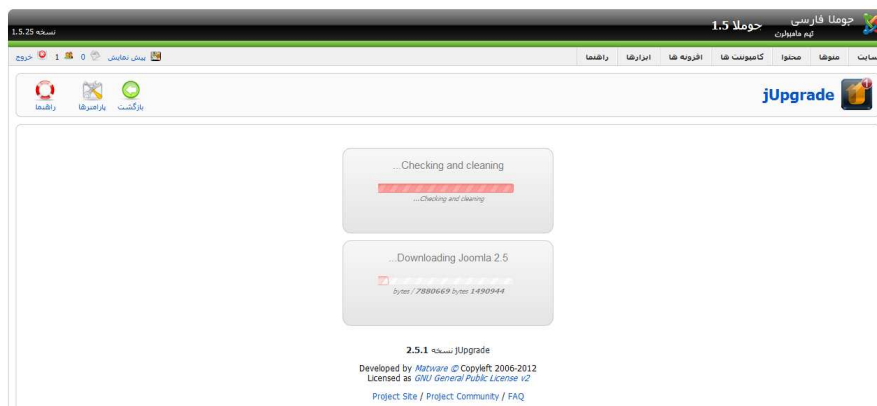 جوملا فارسی
تیم مامبولرن
جوملا 1.5
نسخه 1.5.25
سایت منوها محتوا کامپوننت ها افزونه ها ابزارها راهنما
پیش نمایش 0 1 خروج
jUpgrade
بازگشت پارامترها راهنما
...Checking and cleaning
...Checking and cleaning
...Downloading Joomla 2.5
bytes / 7880669 bytes 1490944
jUpgrade نسخه 2.5.1
Developed by Matware © Copyleft 2006-2012
Licensed as GNU General Public License v2
Project Site / Project Community / FAQ